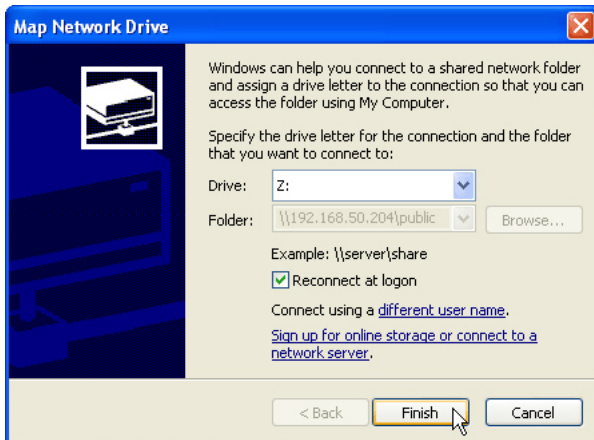 Map Network Drive
Windows can help you connect to a shared network folder
and assign a drive letter to the connection so that you can
access the folder using My Computer.
Specify the drive letter for the connection and the folder
that you want to connect to:
Drive: Z:
Folder: \\192.168.50.204\public Browse...
Example: \\server\share
Reconnect at logon
Connect using a different user name.
Sign up for online storage or connect to a
network server.
< Back Finish Cancel